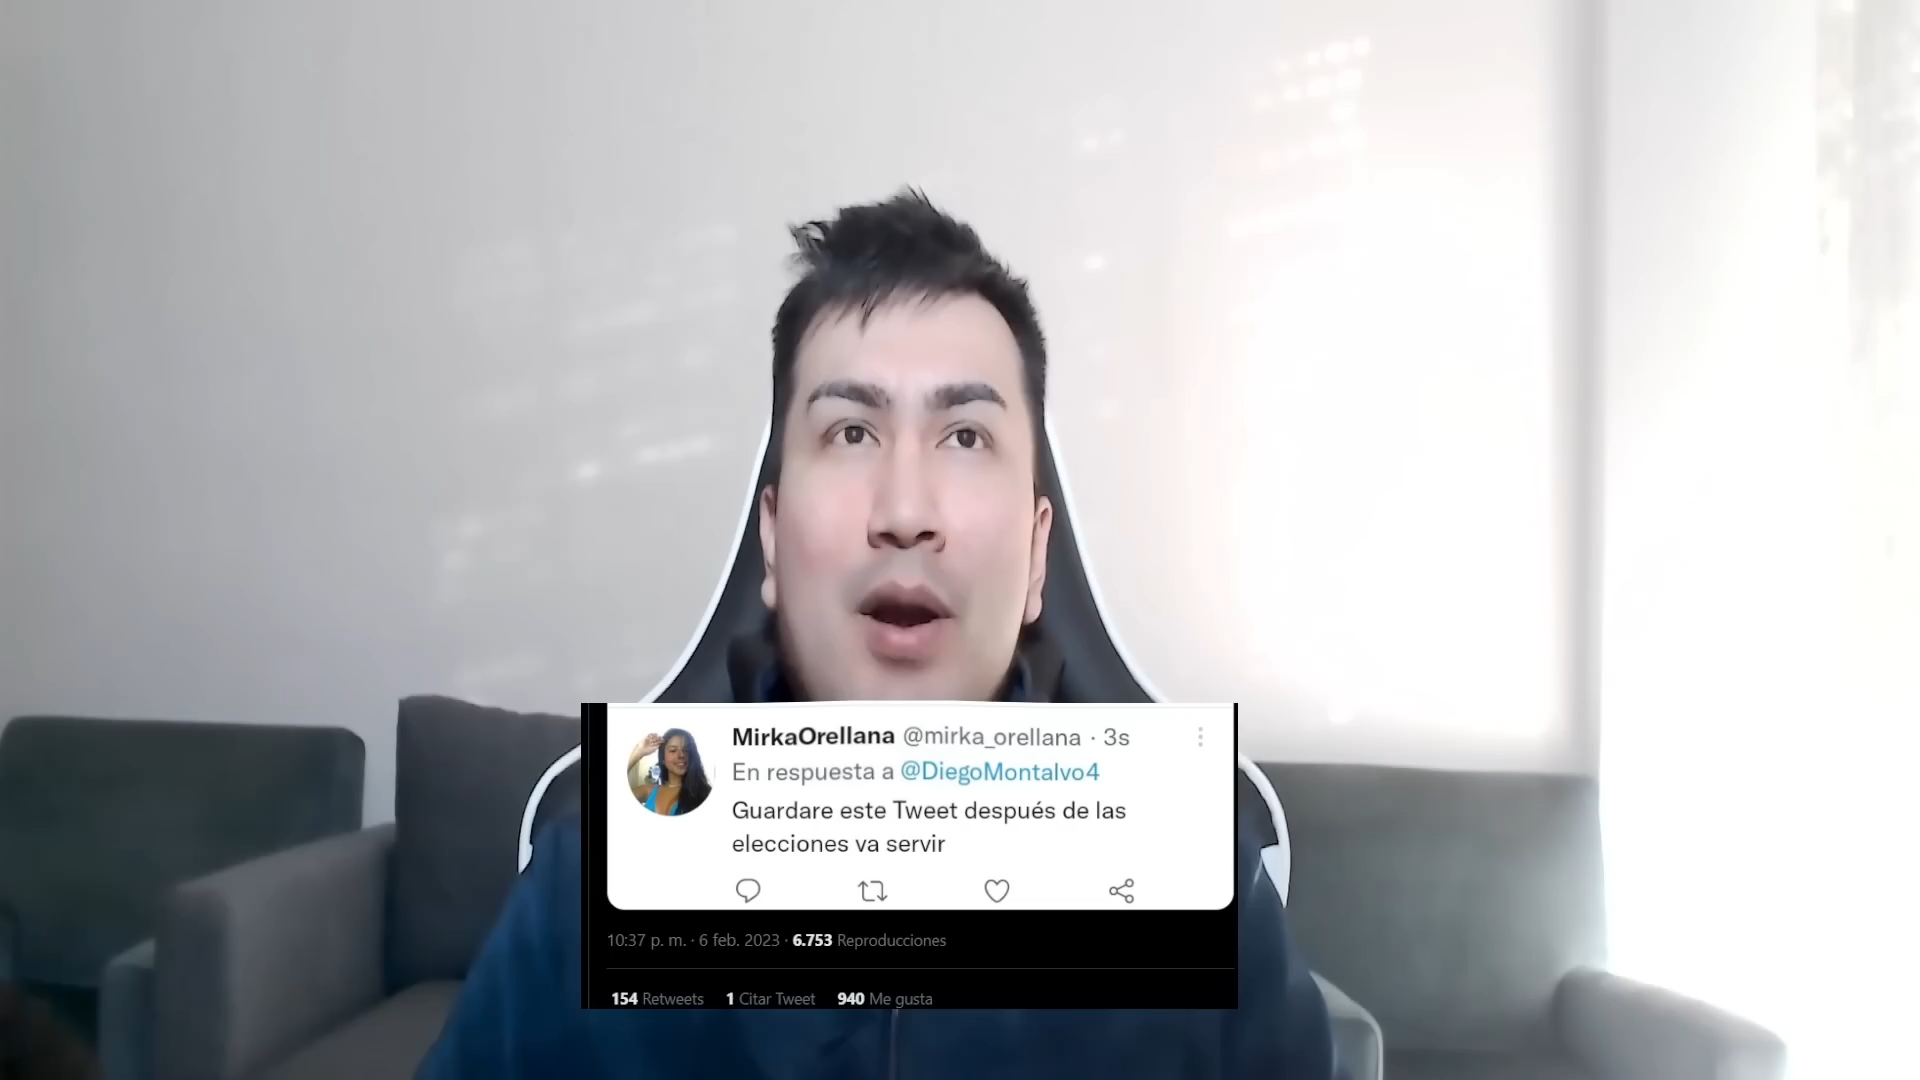 MirkaOrellana @mirka_orellana · 3s
En respuesta a @DiegoMontalvo4
Guardare este Tweet después de las
elecciones va servir
10:37 p. m. · 6 feb. 2023 · 6.753 Reproducciones
154 Retweets 1 Citar Tweet 940 Me gusta